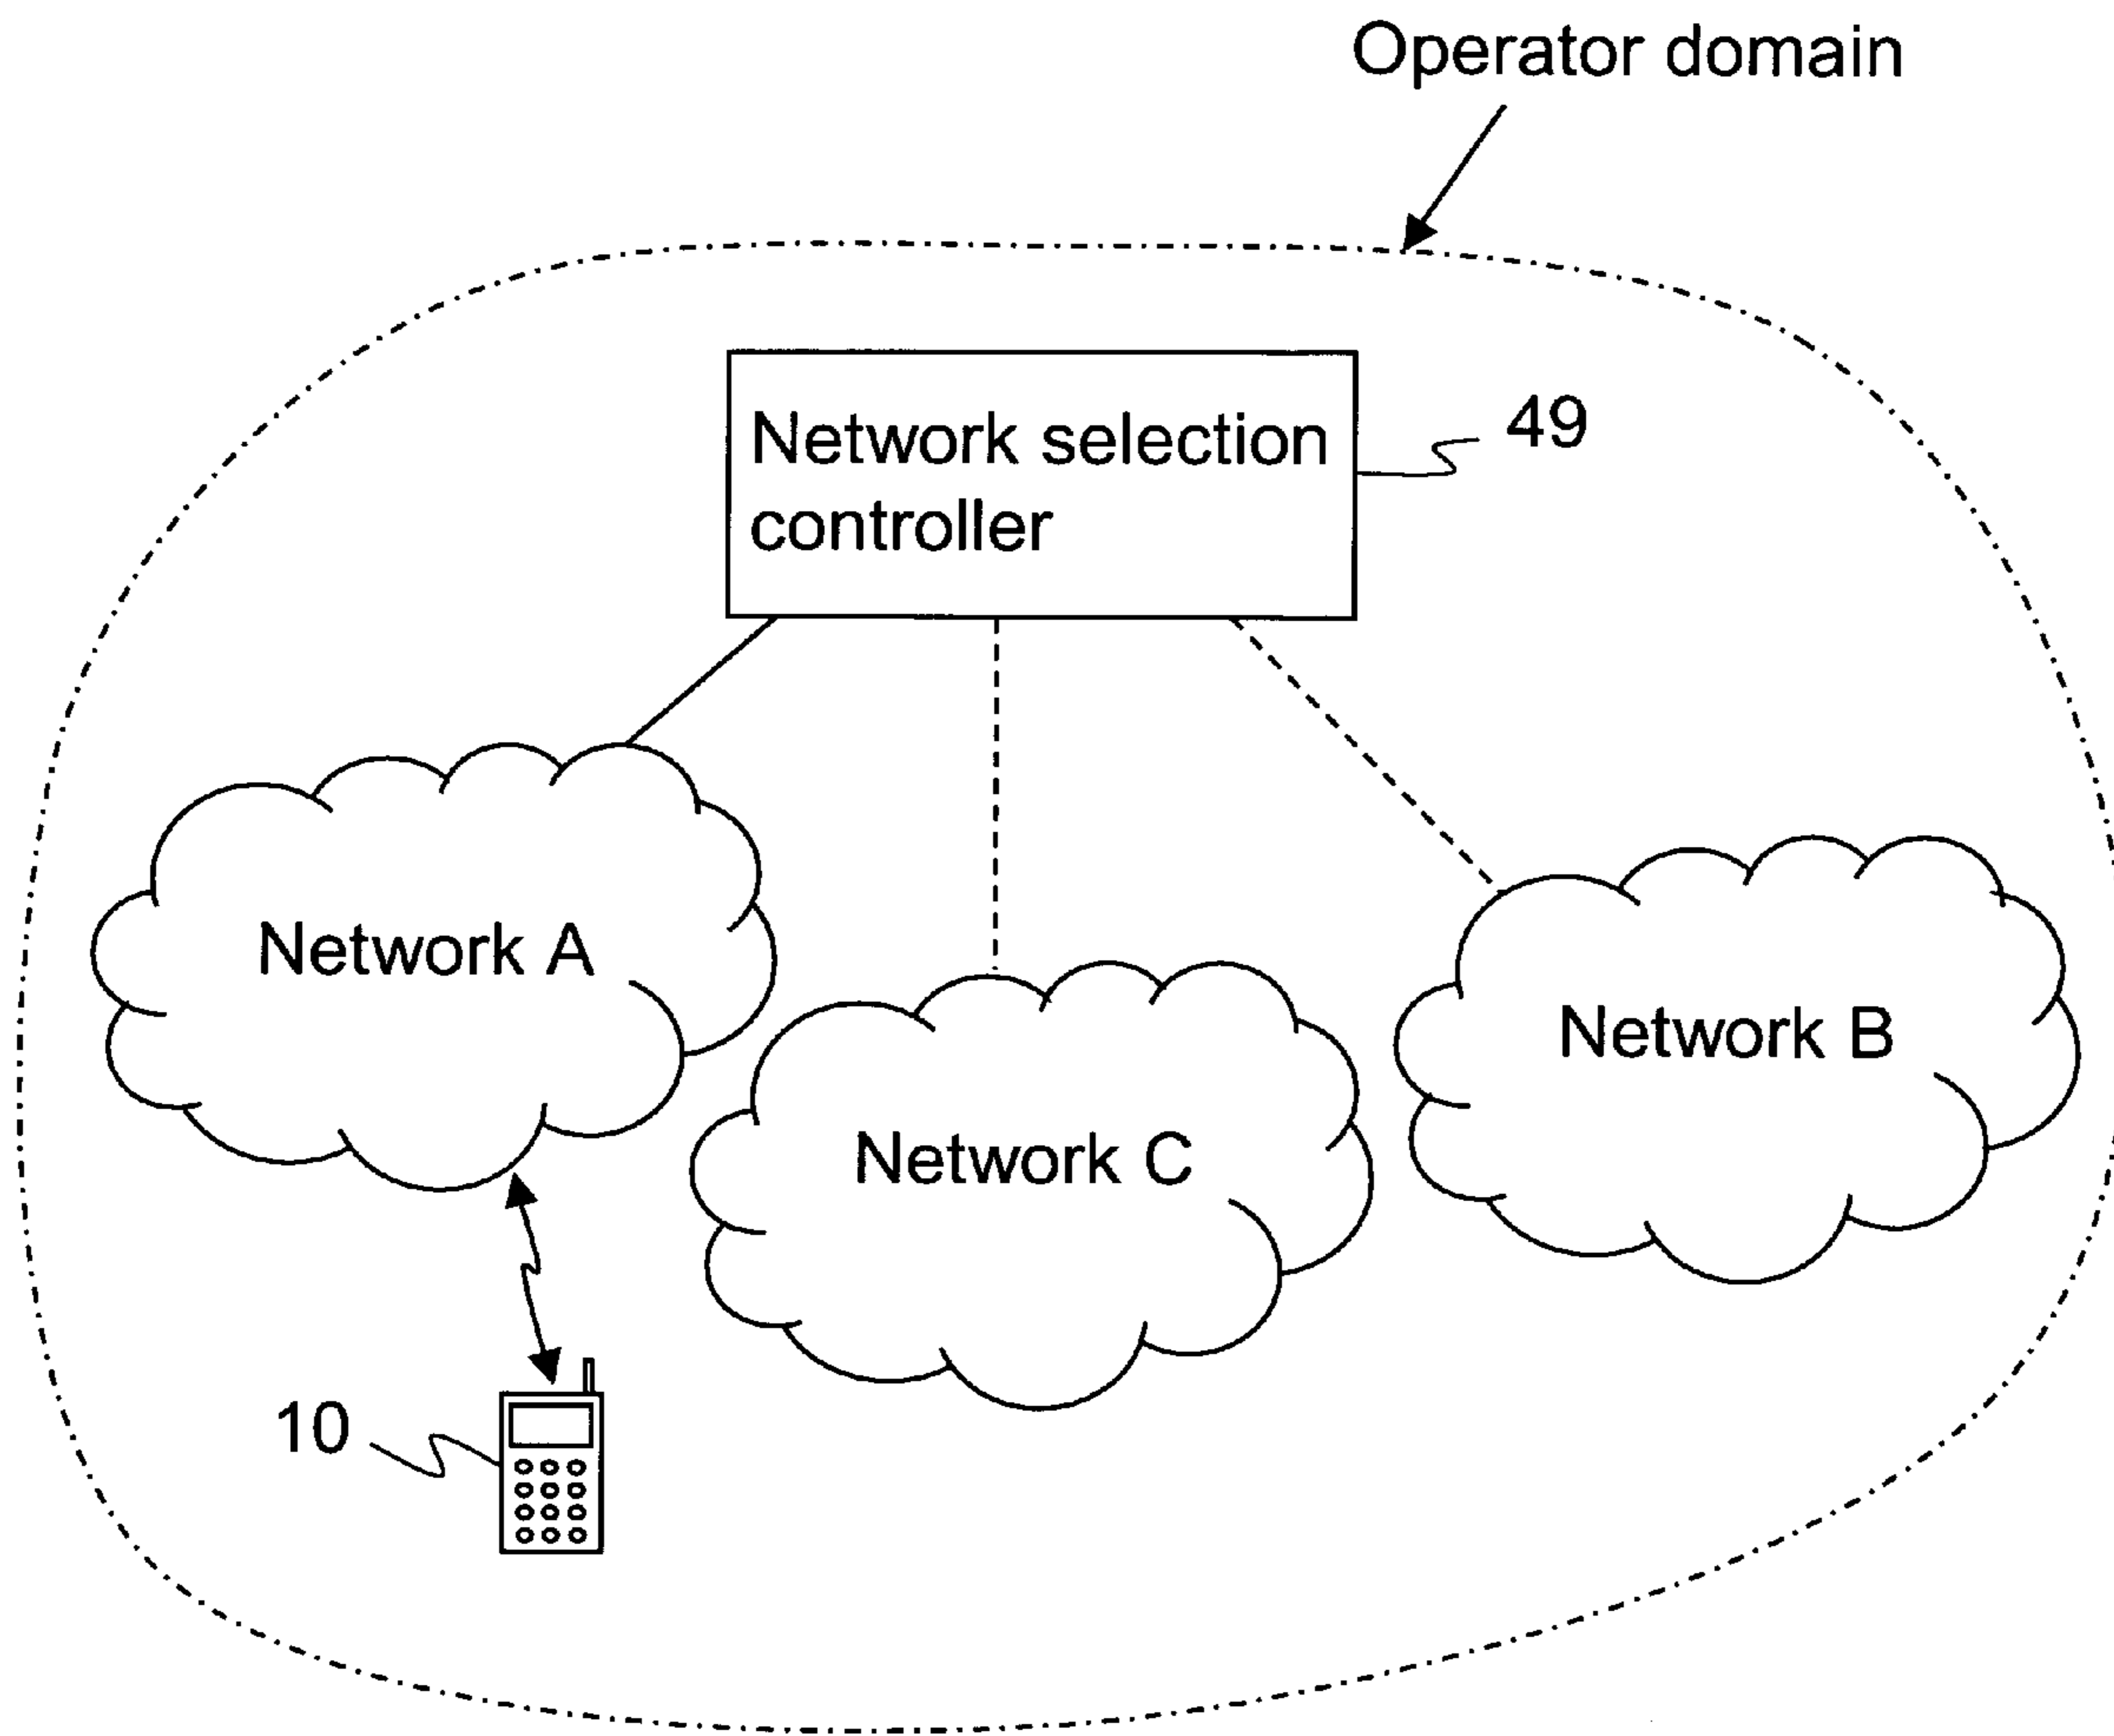 Operator domain
Network selection
controller
49
Network A
Network B
Network C
10